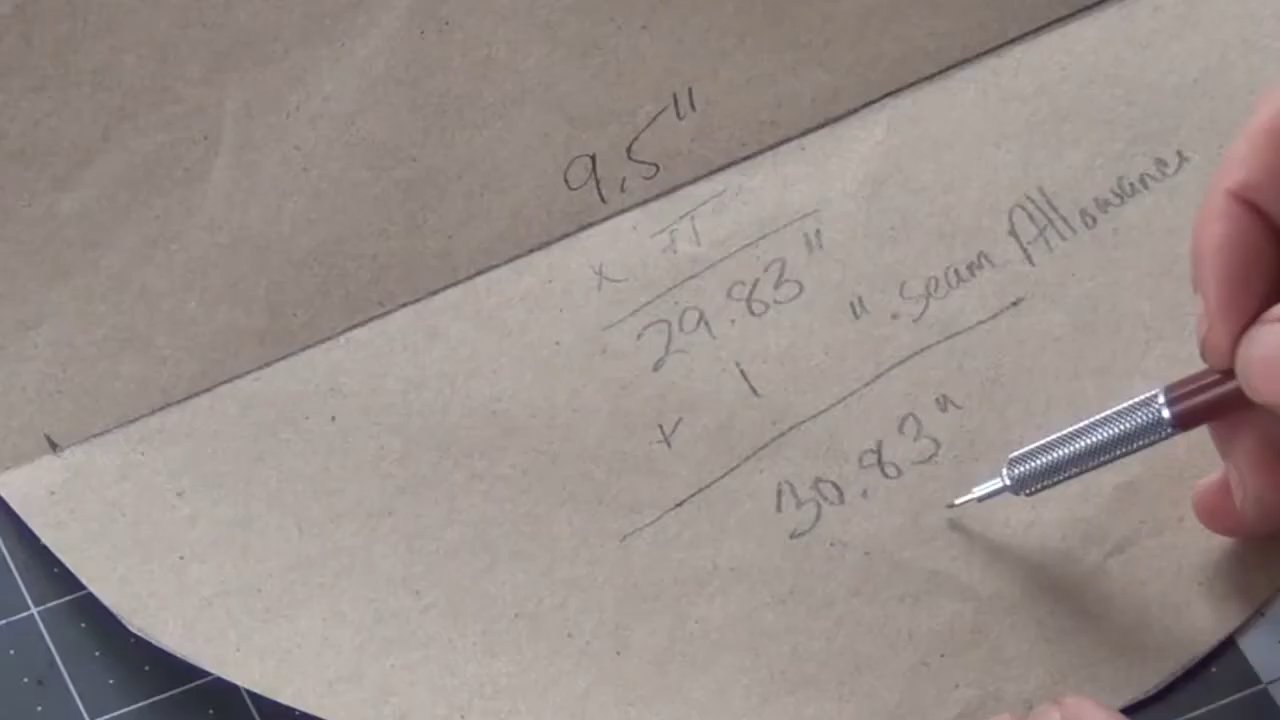 9.5"
x π
29.83"
+ 1 " seam Allowance
30.83"